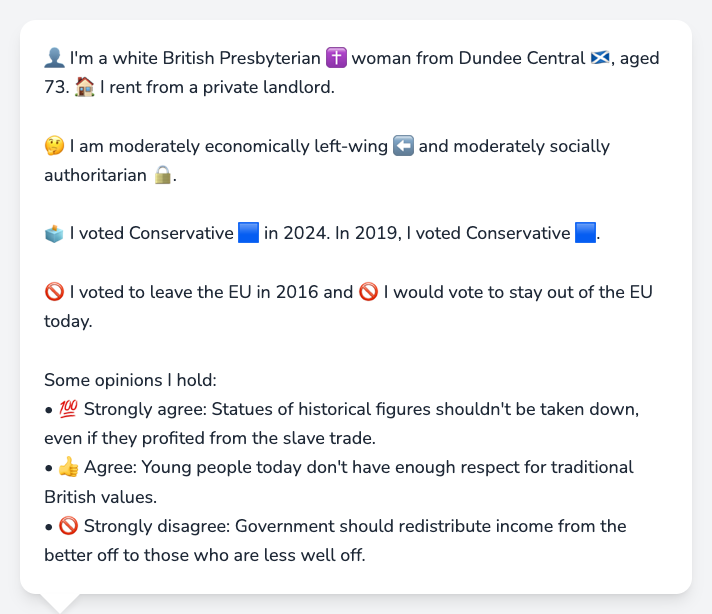 👤 I'm a white British Presbyterian ✝️ woman from Dundee Central 🏴󠁧󠁢󠁳󠁣󠁴󠁿, aged
73. 🏠 I rent from a private landlord.
🤔 I am moderately economically left-wing ⬅️ and moderately socially
authoritarian 🔒.
🗳️ I voted Conservative 🟦 in 2024. In 2019, I voted Conservative 🟦.
🚫 I voted to leave the EU in 2016 and 🚫 I would vote to stay out of the EU
today.
Some opinions I hold:
• 💯 Strongly agree: Statues of historical figures shouldn't be taken down,
even if they profited from the slave trade.
• 👍 Agree: Young people today don't have enough respect for traditional
British values.
• 🚫 Strongly disagree: Government should redistribute income from the
better off to those who are less well off.